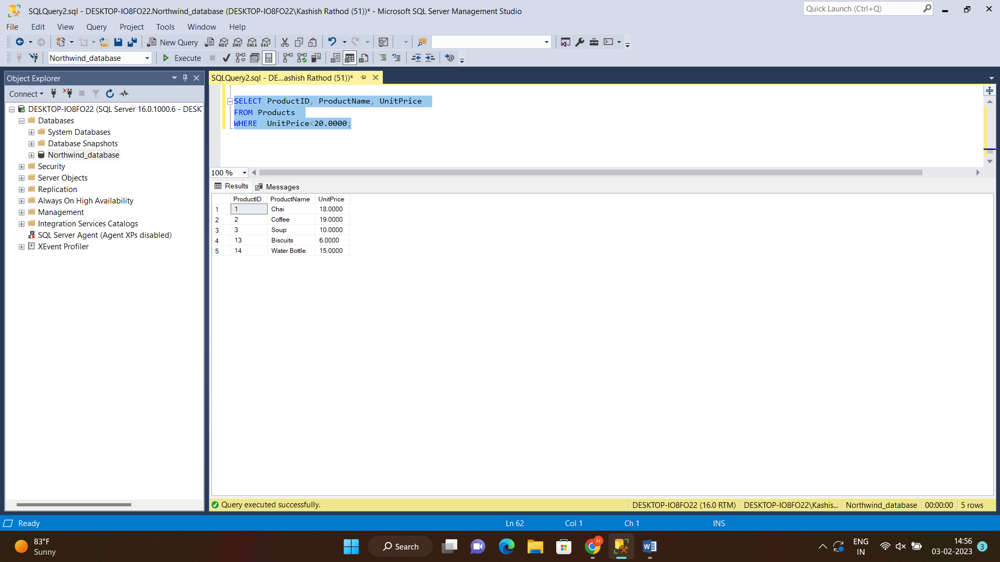 SQLQuery2.sql - DESKTOP-IO8FO22.Northwind_database (DESKTOP-IO8FO22\Kashish Rathod (51))* - Microsoft SQL Server Management Studio
Quick Launch (Ctrl+Q)
File Edit View Query Project Tools Window Help
New Query MDX DMX XMLA DAX
Northwind_database Execute
Object Explorer
SQLQuery2.sql - DE...ashish Rathod (51))*
Connect
DESKTOP-IO8FO22 (SQL Server 16.0.1000.6 - DESKT
Databases
System Databases
Database Snapshots
Northwind_database
Security
Server Objects
Replication
Always On High Availability
Management
Integration Services Catalogs
SQL Server Agent (Agent XPs disabled)
XEvent Profiler
SELECT ProductID, ProductName, UnitPrice
FROM Products
WHERE  UnitPrice<20.0000;
100 %
Results Messages
ProductID ProductName UnitPrice
1 1 Chai 18.0000
2 2 Coffee 19.0000
3 3 Soup 10.0000
4 13 Biscuits 6.0000
5 14 Water Bottle 15.0000
Query executed successfully. DESKTOP-IO8FO22 (16.0 RTM) DESKTOP-IO8FO22\Kashis... Northwind_database 00:00:00 5 rows
Ready Ln 62 Col 1 Ch 1 INS
83°F
Sunny
Search
H
ENG
IN
14:56
03-02-2023
3